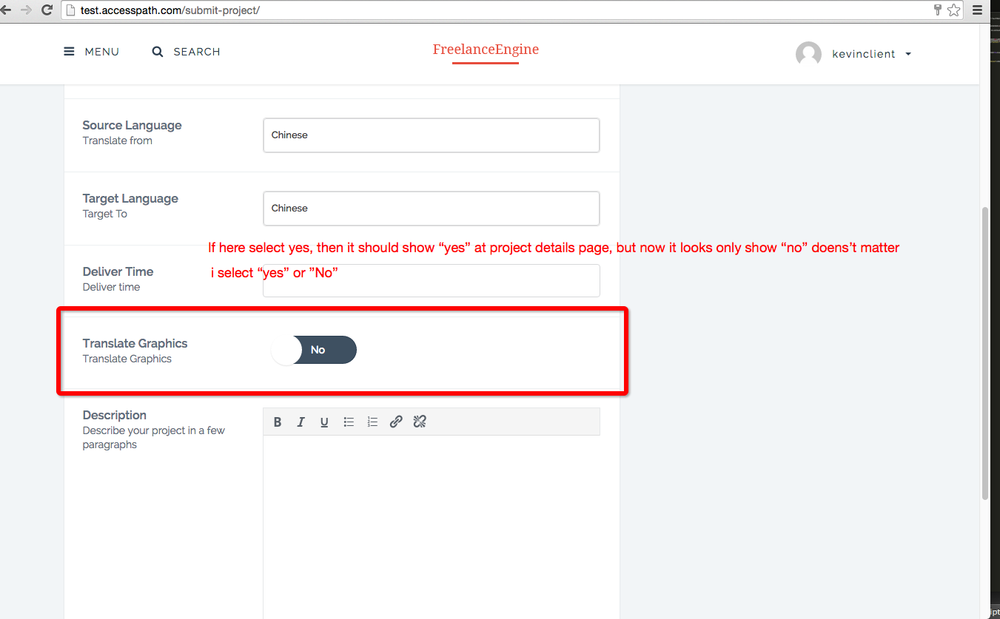 test.accesspath.com/submit-project/
MENU SEARCH FreelanceEngine kevinclient
Source Language
Translate from
Chinese
Target Language
Target To
Chinese
If here select yes, then it should show “yes” at project details page, but now it looks only show “no” doens’t matter
i select “yes” or ”No”
Deliver Time
Deliver time
Translate Graphics
Translate Graphics
No
Description
Describe your project in a few
paragraphs
B I U
ipt